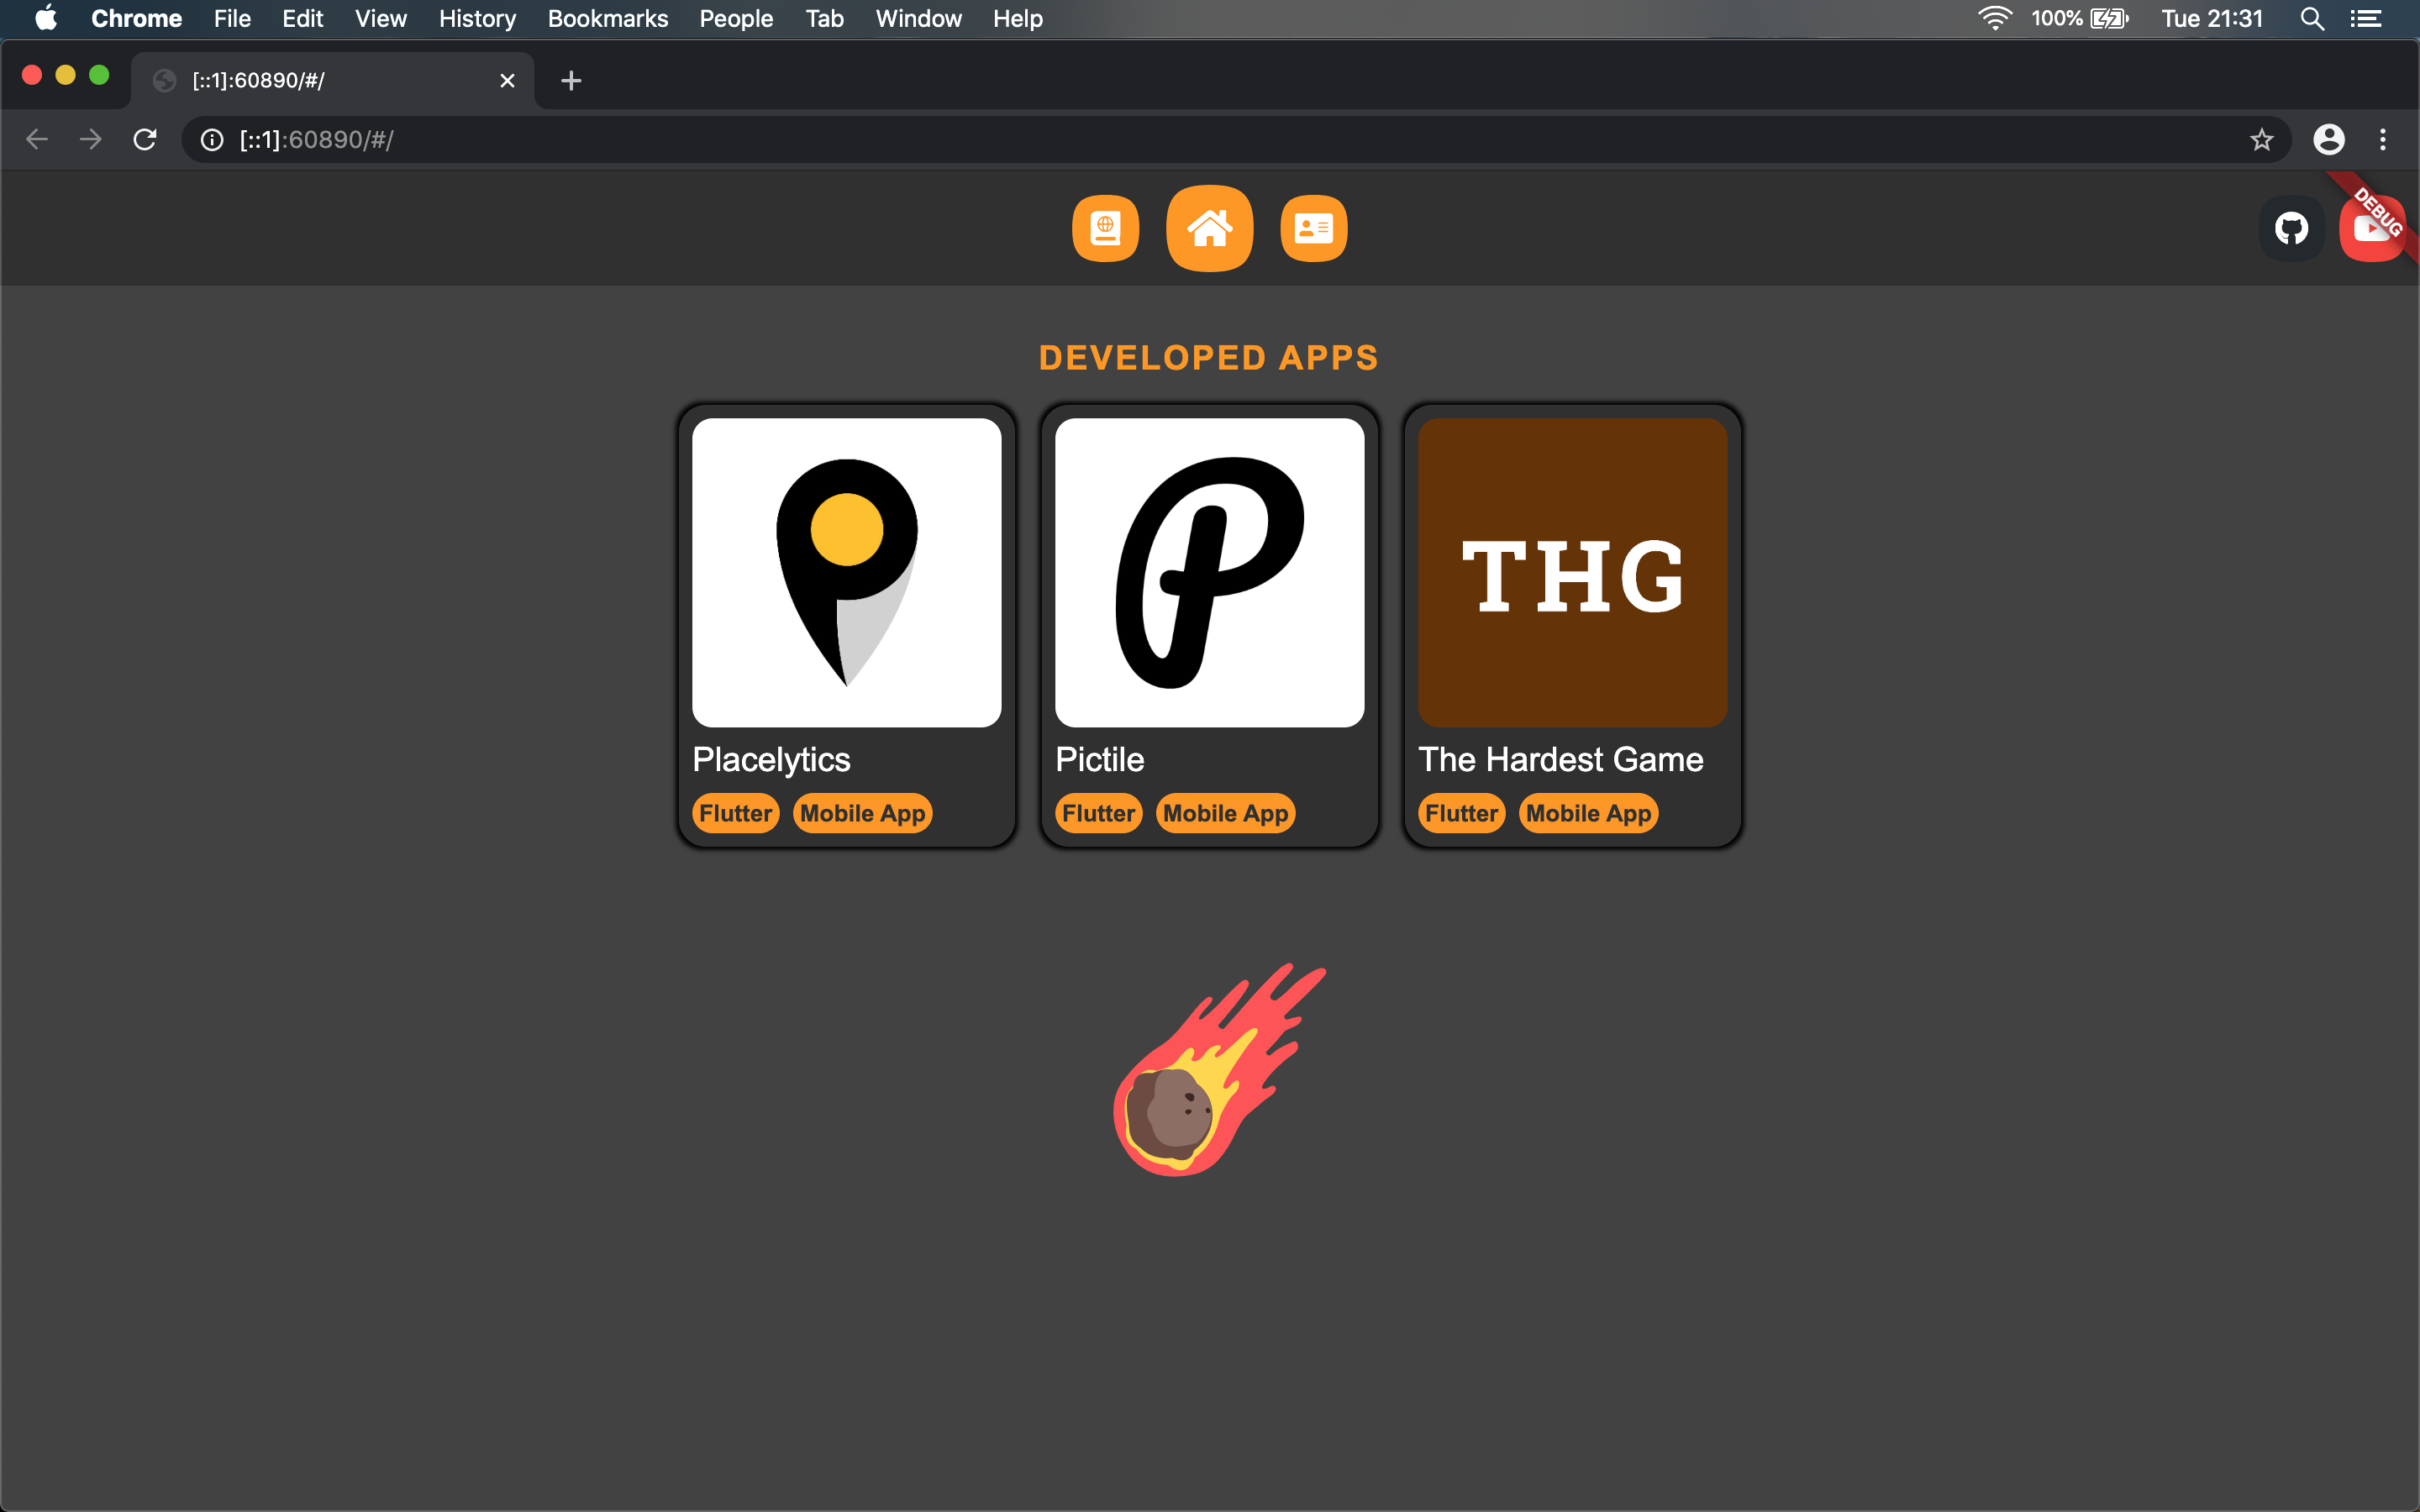 Chrome File Edit View History Bookmarks People Tab Window Help 100% Tue 21:31
[::1]:60890/#/
[::1]:60890/#/
DEBUG
DEVELOPED APPS
P
THG
Placelytics
Pictile
The Hardest Game
Flutter Mobile App
Flutter Mobile App
Flutter Mobile App